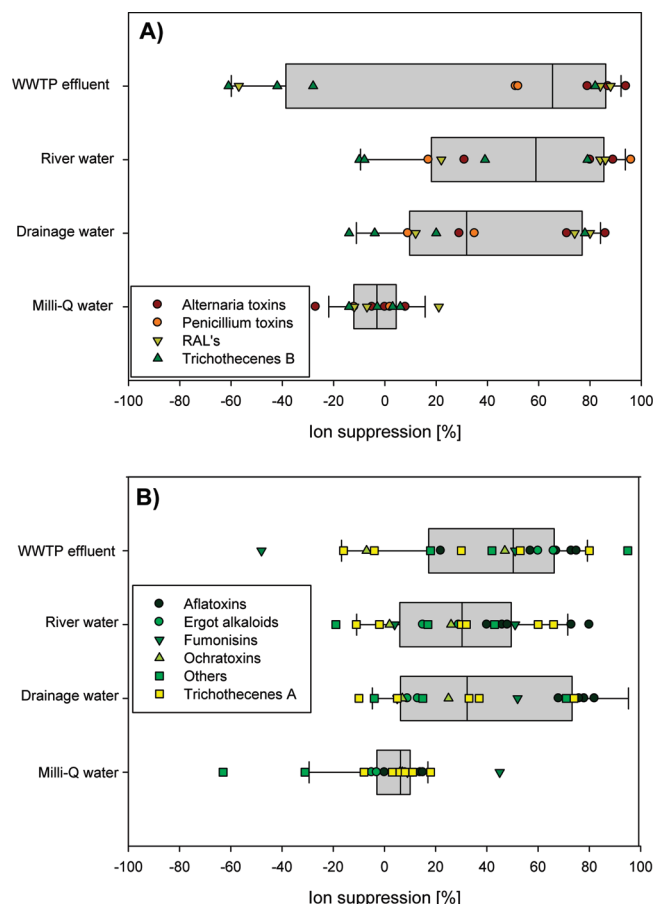 A)
WWTP effluent
River water
Drainage water
Milli-Q water
Alternaria toxins
Penicillium toxins
RAL's
Trichothecenes B
-100 -80 -60 -40 -20 0 20 40 60 80 100
Ion suppression [%]
B)
WWTP effluent
River water
Drainage water
Milli-Q water
Aflatoxins
Ergot alkaloids
Fumonisins
Ochratoxins
Others
Trichothecenes A
-100 -80 -60 -40 -20 0 20 40 60 80 100
Ion suppression [%]